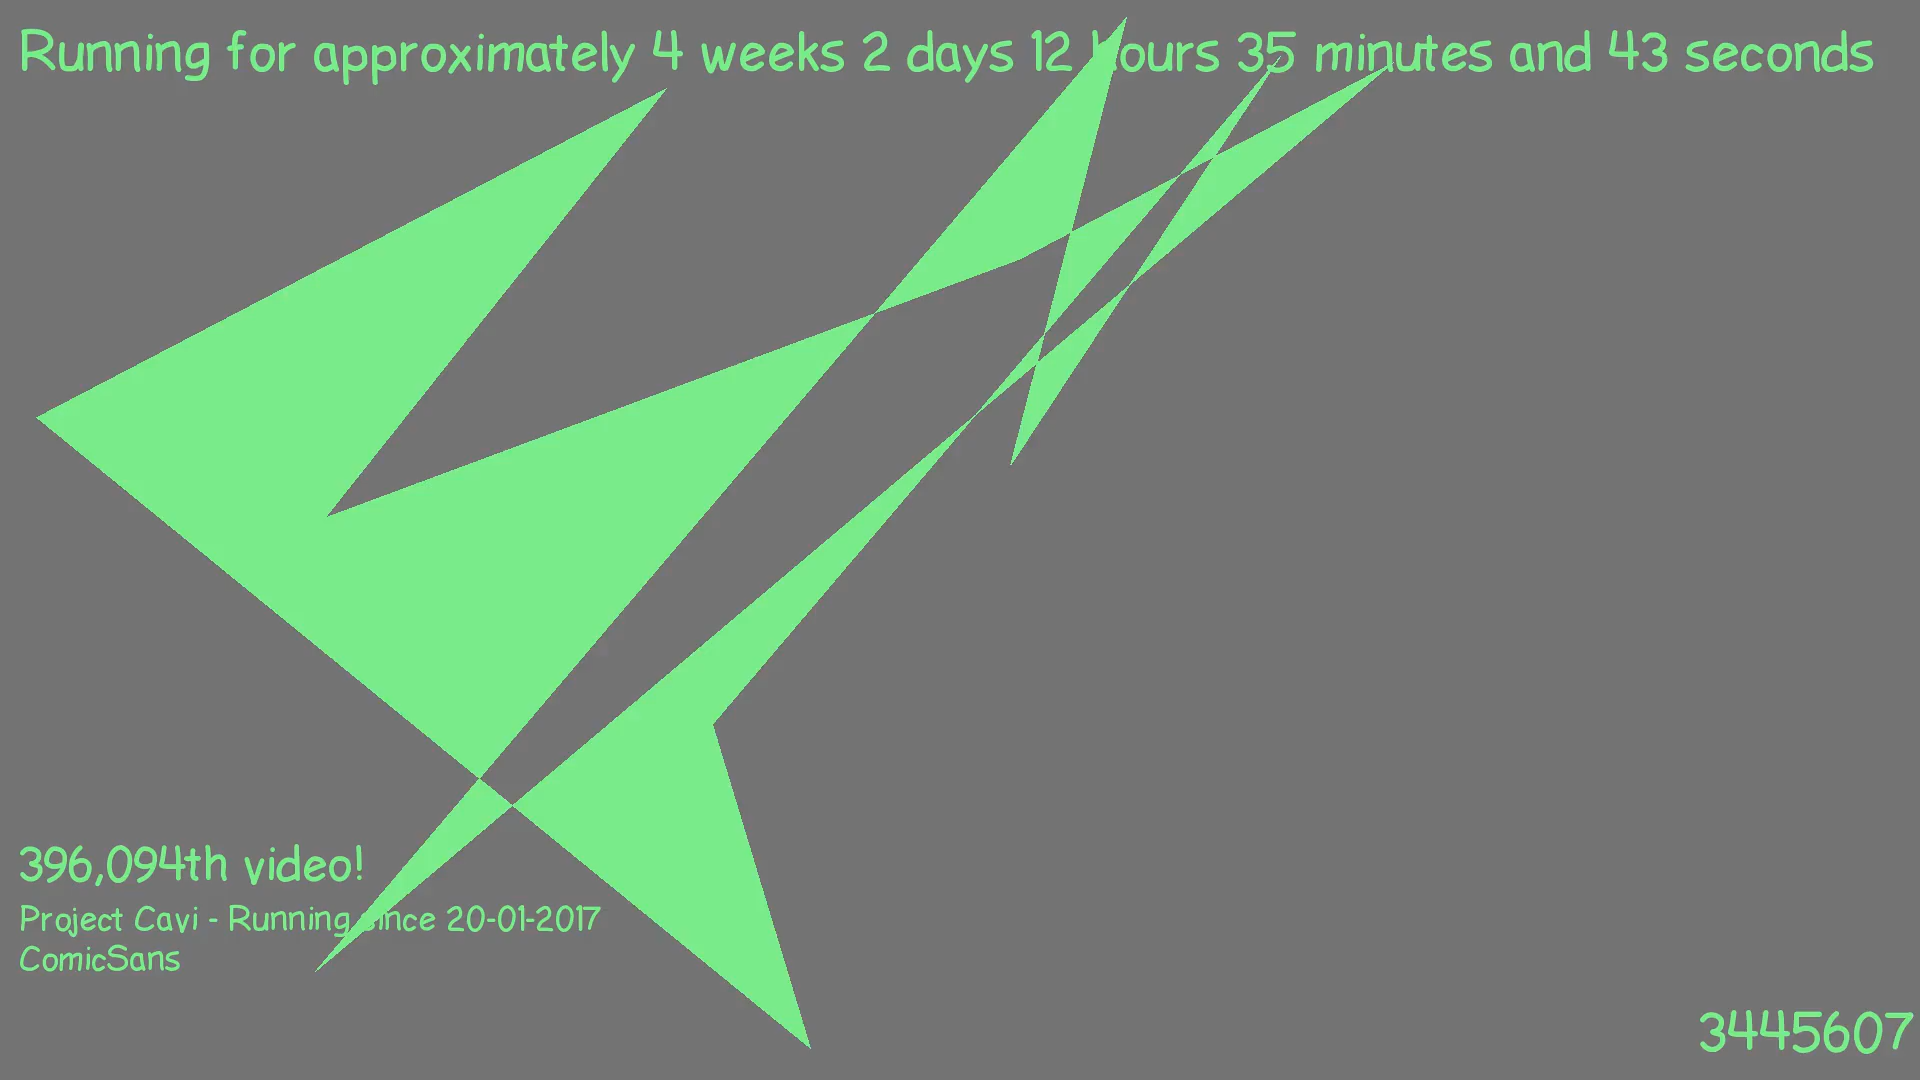 Running for approximately 4 weeks 2 days 12 hours 35 minutes and 43 seconds
396,094th video!
Project Cavi - Running since 20-01-2017
ComicSans
3445607